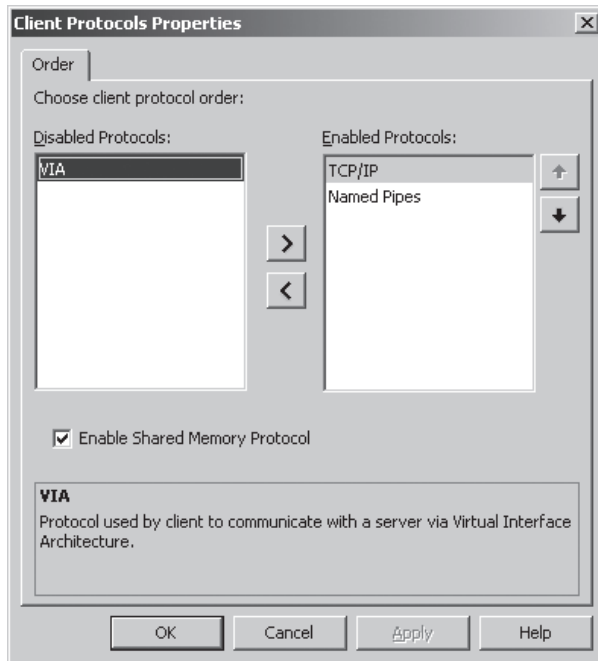 Client Protocols Properties
Order
Choose client protocol order:
Disabled Protocols:
VIA
Enabled Protocols:
TCP/IP
Named Pipes
Enable Shared Memory Protocol
VIA
Protocol used by client to communicate with a server via Virtual Interface
Architecture.
OK
Cancel
Apply
Help